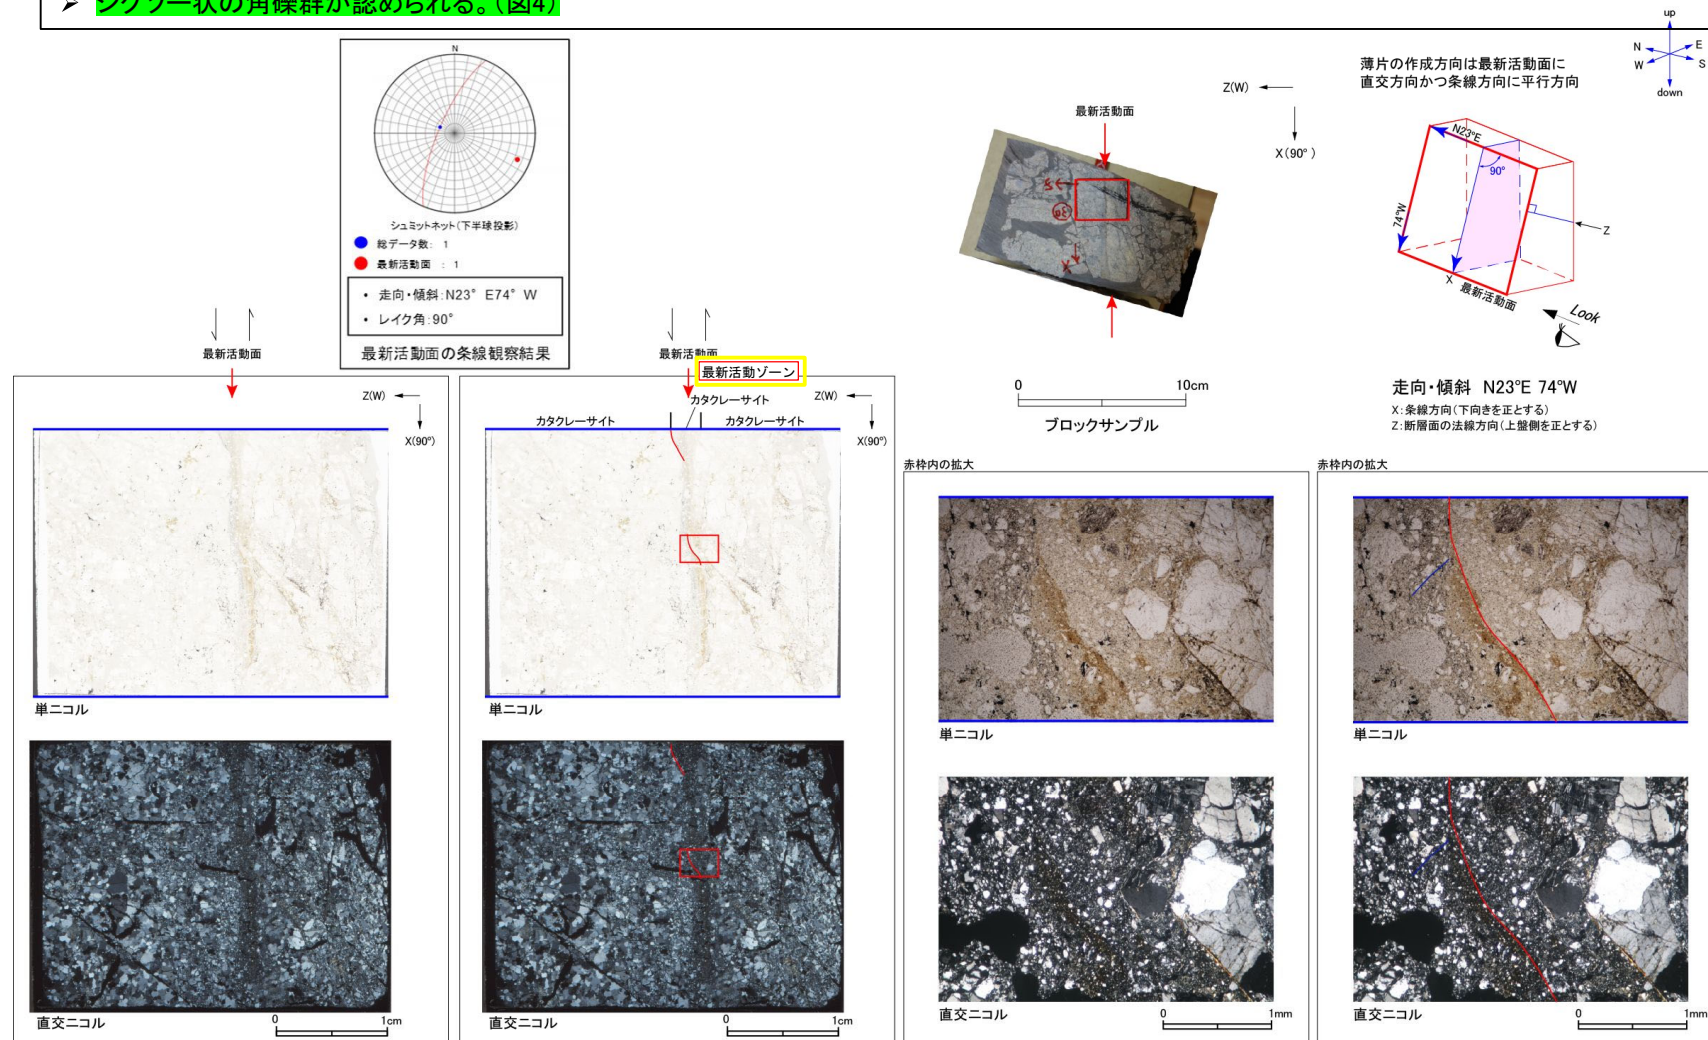 ➢ ジグソー状の角礫群が認められる。(図4)
N
シュミットネット(下半球投影)
総データ数: 1
最新活動面 : 1
• 走向・傾斜:N23° E74° W
• レイク角:90°
最新活動面の条線観察結果
Z(W)
X(90°)
最新活動面
薄片の作成方向は最新活動面に
直交方向かつ条線方向に平行方向
up
N
E
W
S
down
N23°E
90°
74°W
Z
X
最新活動面
Look
0 10cm
ブロックサンプル
走向・傾斜 N23°E 74°W
X:条線方向(下向きを正とする)
Z:断層面の法線方向(上盤側を正とする)
最新活動面
Z(W)
X(90°)
単ニコル
直交ニコル
0 1cm
最新活動面
最新活動ゾーン
カタクレーサイト
カタクレーサイト
カタクレーサイト
Z(W)
X(90°)
単ニコル
直交ニコル
0 1cm
赤枠内の拡大
単ニコル
直交ニコル
0 1mm
赤枠内の拡大
単ニコル
直交ニコル
0 1mm